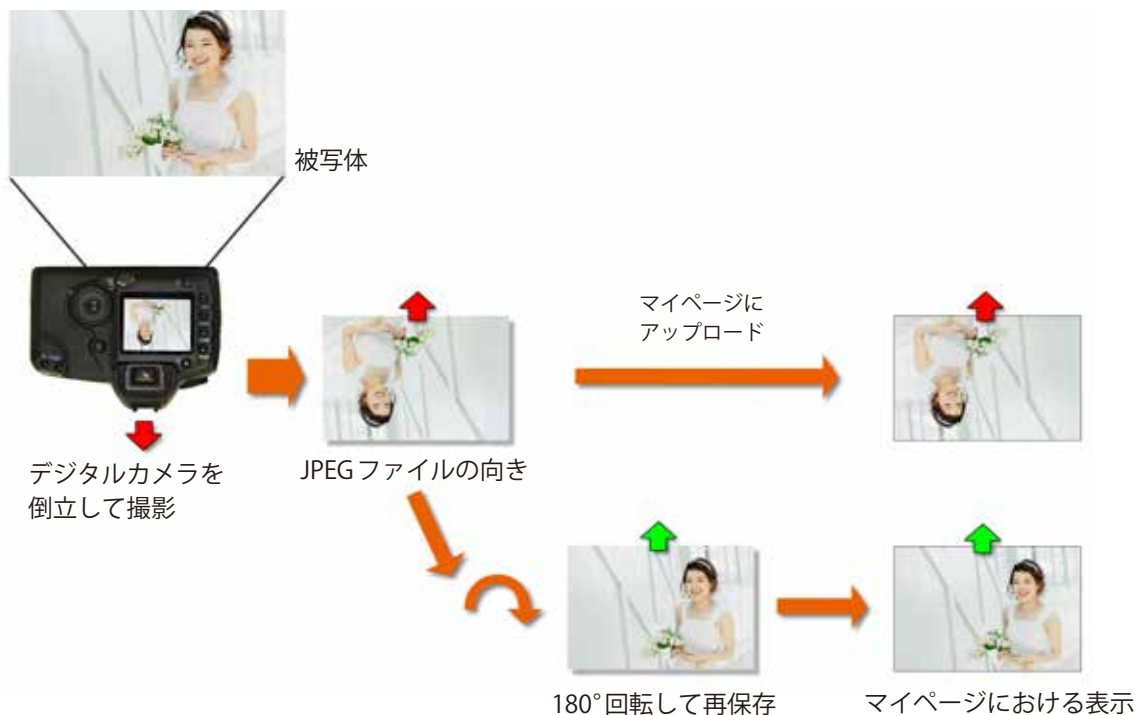 被写体
マイページに
アップロード
デジタルカメラを
倒立して撮影
JPEGファイルの向き
180°回転して再保存
マイページにおける表示